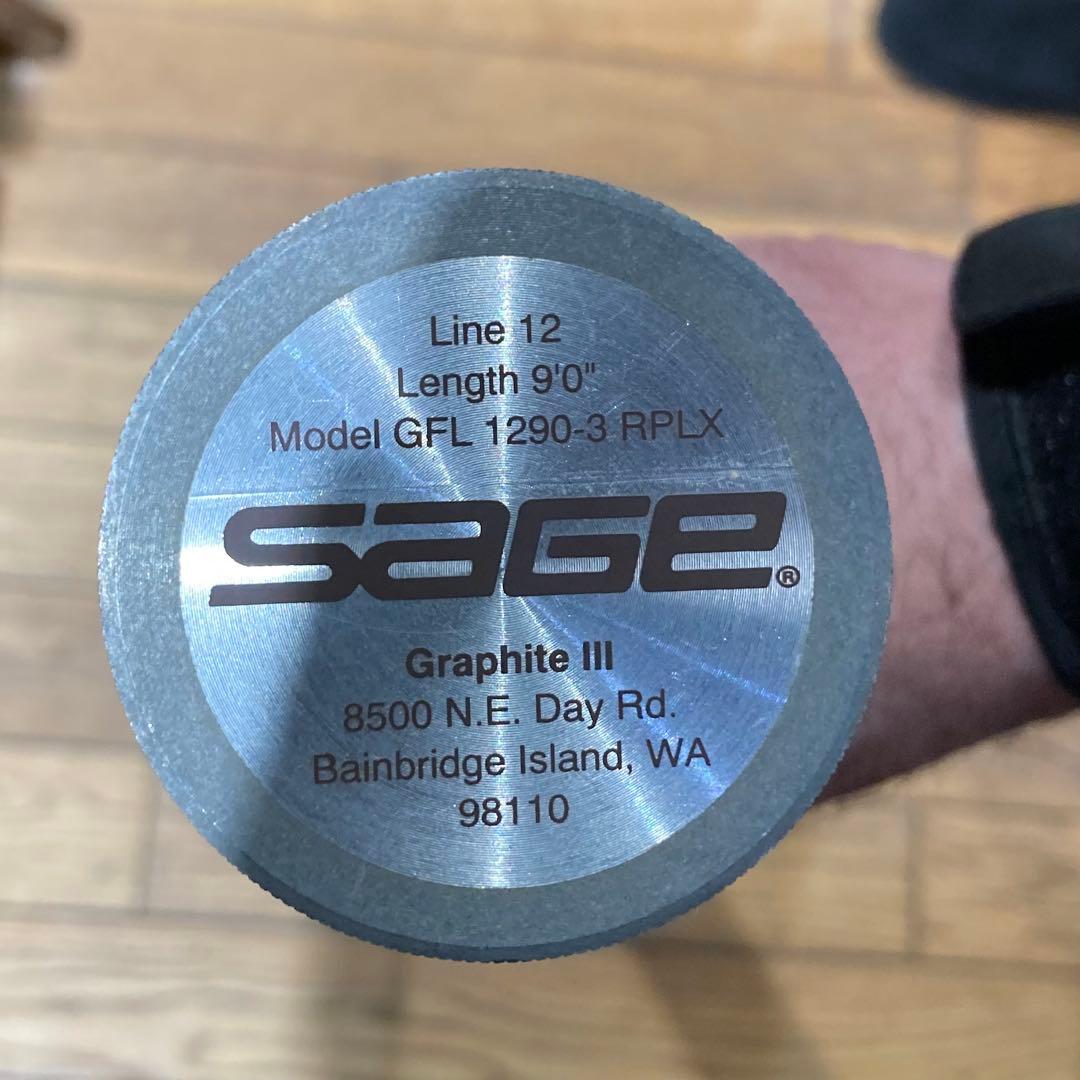 Line 12
Length 9'0"
Model GFL 1290-3 RPLX
SAGE®
Graphite III
8500 N.E. Day Rd.
Bainbridge Island, WA
98110